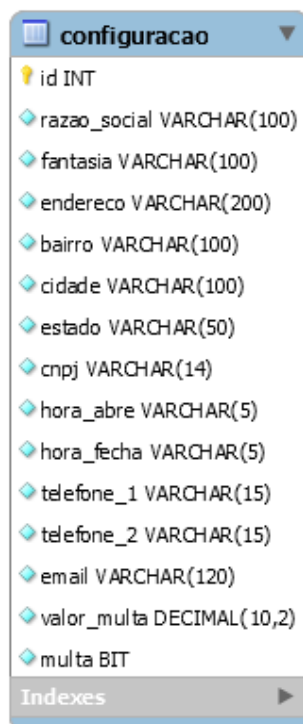 configuracao
id INT
razao_social VARCHAR(100)
fantasia VARCHAR(100)
endereco VARCHAR(200)
bairro VARCHAR(100)
cidade VARCHAR(100)
estado VARCHAR(50)
cnpj VARCHAR(14)
hora_abre VARCHAR(5)
hora_fecha VARCHAR(5)
telefone_1 VARCHAR(15)
telefone_2 VARCHAR(15)
email VARCHAR(120)
valor_multa DECIMAL(10,2)
multa BIT
Indexes